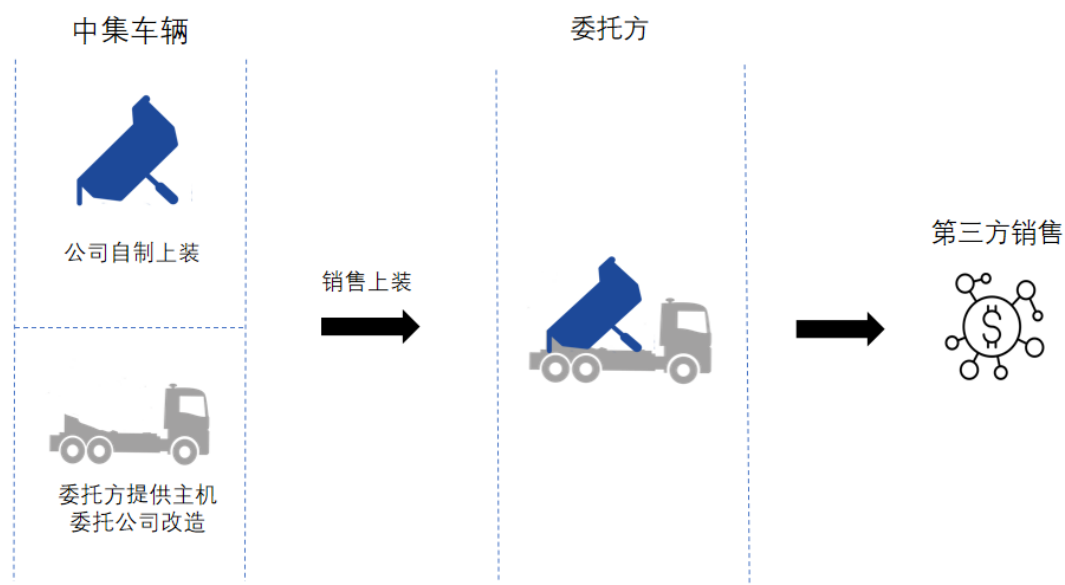 中集车辆
委托方
公司自制上装
第三方销售
销售上装
委托方提供主机
委托公司改造